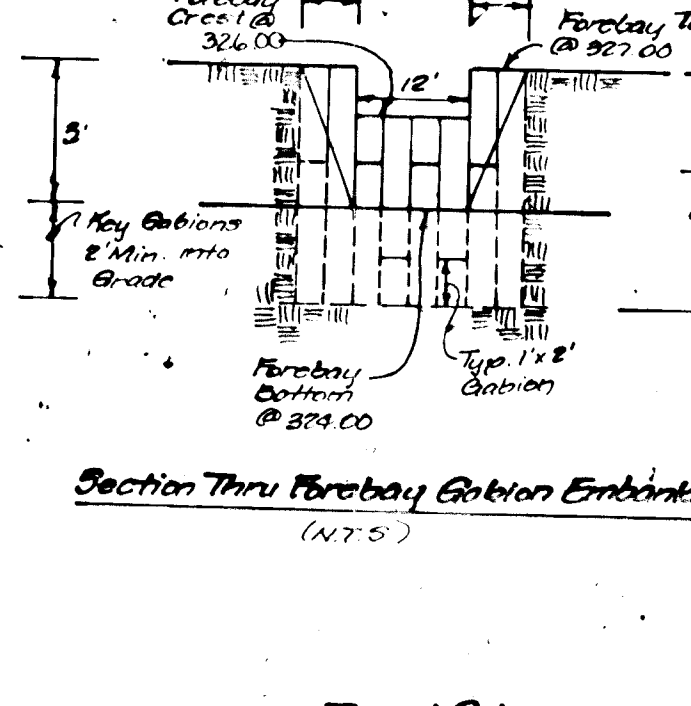 Forebay
Crest @
326.00
Forebay
@ 327.00
12'
3'
Key Gabions
2' Min. into
Grade
Forebay
Bottom
@ 324.00
Typ. 1' x 2'
Gabion
Section Thru Forebay Gabion Embank
(N.T.S)